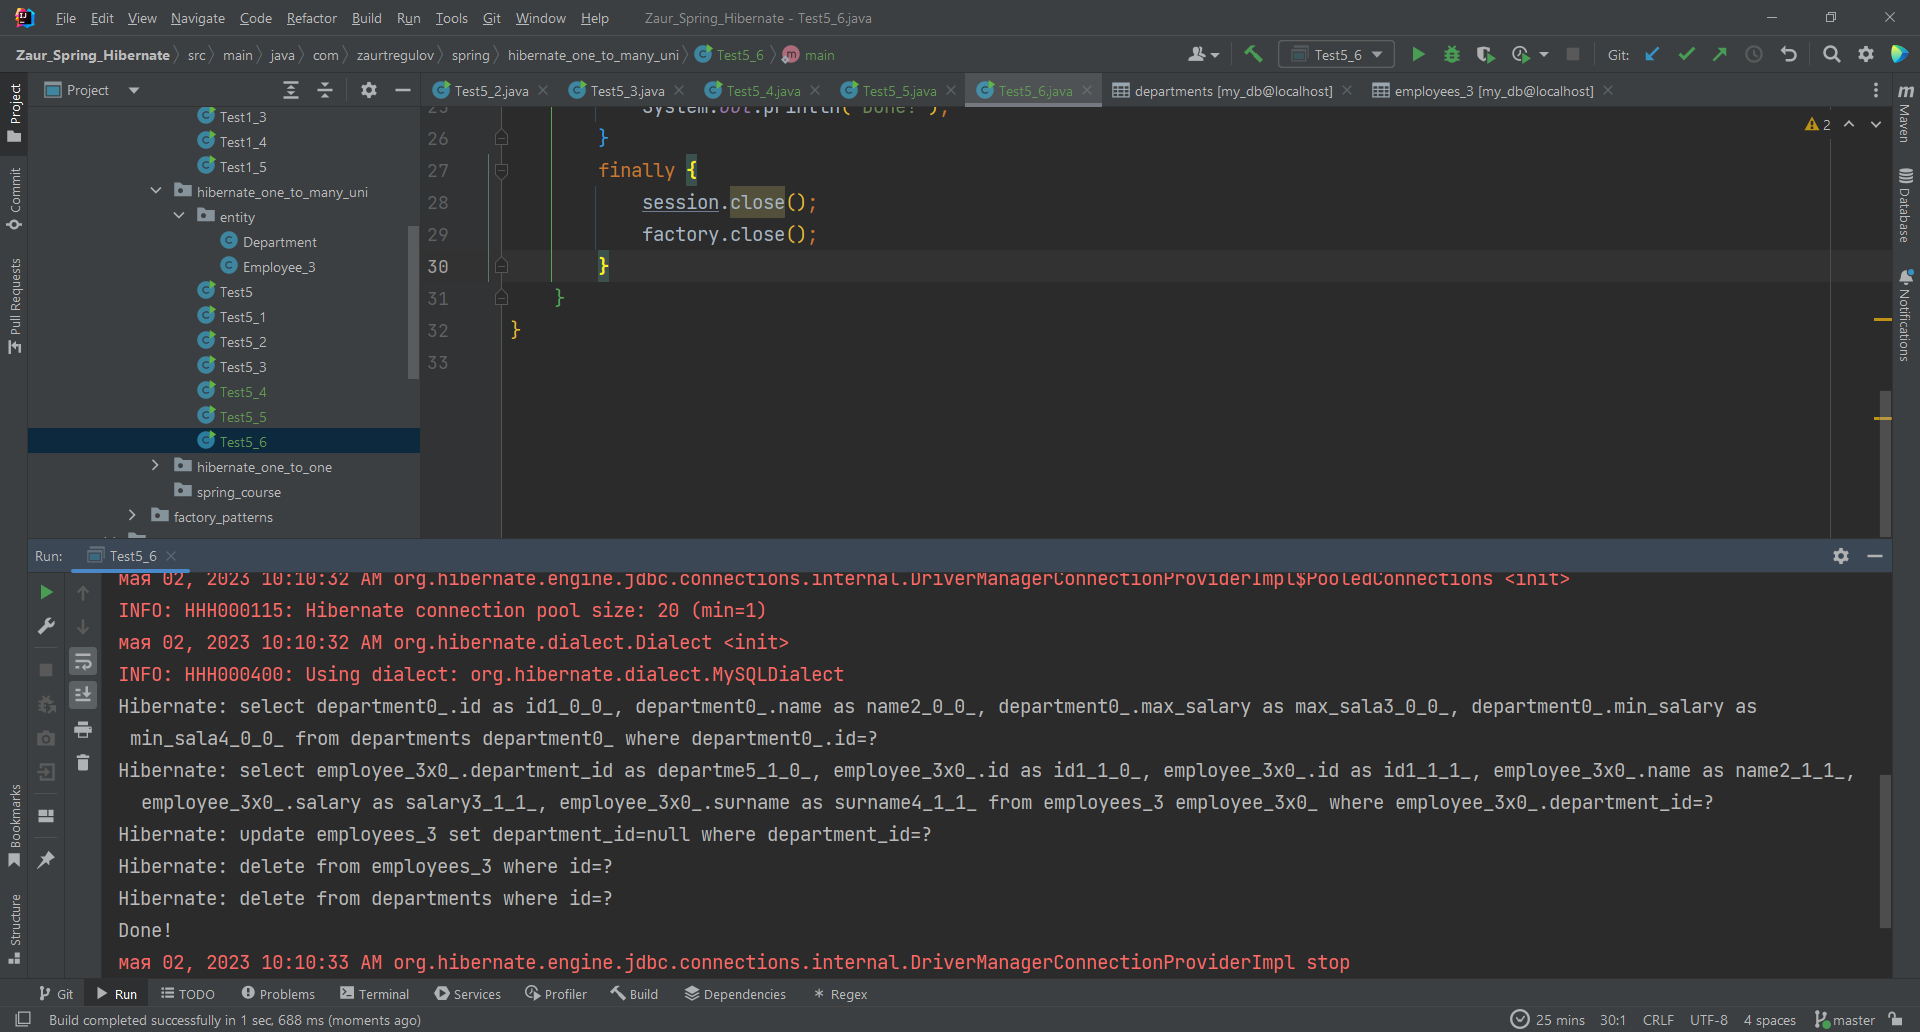 File Edit View Navigate Code Refactor Build Run Tools Git Window Help Zaur_Spring_Hibernate - Test5_6.java
Zaur_Spring_Hibernate src main java com zaurtregulov spring hibernate_one_to_many_uni Test5_6 main Test5_6 Git:
Project
Test5_2.java Test5_3.java Test5_4.java Test5_5.java Test5_6.java departments [my_db@localhost] employees_3 [my_db@localhost]
Test1_3
Test1_4
Test1_5
hibernate_one_to_many_uni
entity
Department
Employee_3
Test5
Test5_1
Test5_2
Test5_3
Test5_4
Test5_5
Test5_6
hibernate_one_to_one
spring_course
factory_patterns
Project
Commit
Pull Requests
Bookmarks
Structure
25 System.out.println("Done!");
26 }
27 finally {
28 session.close();
29 factory.close();
30 }
31 }
32 }
33
2
Maven
Database
Notifications
Run: Test5_6
мая 02, 2023 10:10:32 AM org.hibernate.engine.jdbc.connections.internal.DriverManagerConnectionProviderImpl$PooledConnections <init>
INFO: HHH000115: Hibernate connection pool size: 20 (min=1)
мая 02, 2023 10:10:32 AM org.hibernate.dialect.Dialect <init>
INFO: HHH000400: Using dialect: org.hibernate.dialect.MySQLDialect
Hibernate: select department0_.id as id1_0_0_, department0_.name as name2_0_0_, department0_.max_salary as max_sala3_0_0_, department0_.min_salary as
min_sala4_0_0_ from departments department0_ where department0_.id=?
Hibernate: select employee_3x0_.department_id as departme5_1_0_, employee_3x0_.id as id1_1_0_, employee_3x0_.id as id1_1_1_, employee_3x0_.name as name2_1_1_,
employee_3x0_.salary as salary3_1_1_, employee_3x0_.surname as surname4_1_1_ from employees_3 employee_3x0_ where employee_3x0_.department_id=?
Hibernate: update employees_3 set department_id=null where department_id=?
Hibernate: delete from employees_3 where id=?
Hibernate: delete from departments where id=?
Done!
мая 02, 2023 10:10:33 AM org.hibernate.engine.jdbc.connections.internal.DriverManagerConnectionProviderImpl stop
Git Run TODO Problems Terminal Services Profiler Build Dependencies Regex
Build completed successfully in 1 sec, 688 ms (moments ago) 25 mins 30:1 CRLF UTF-8 4 spaces master